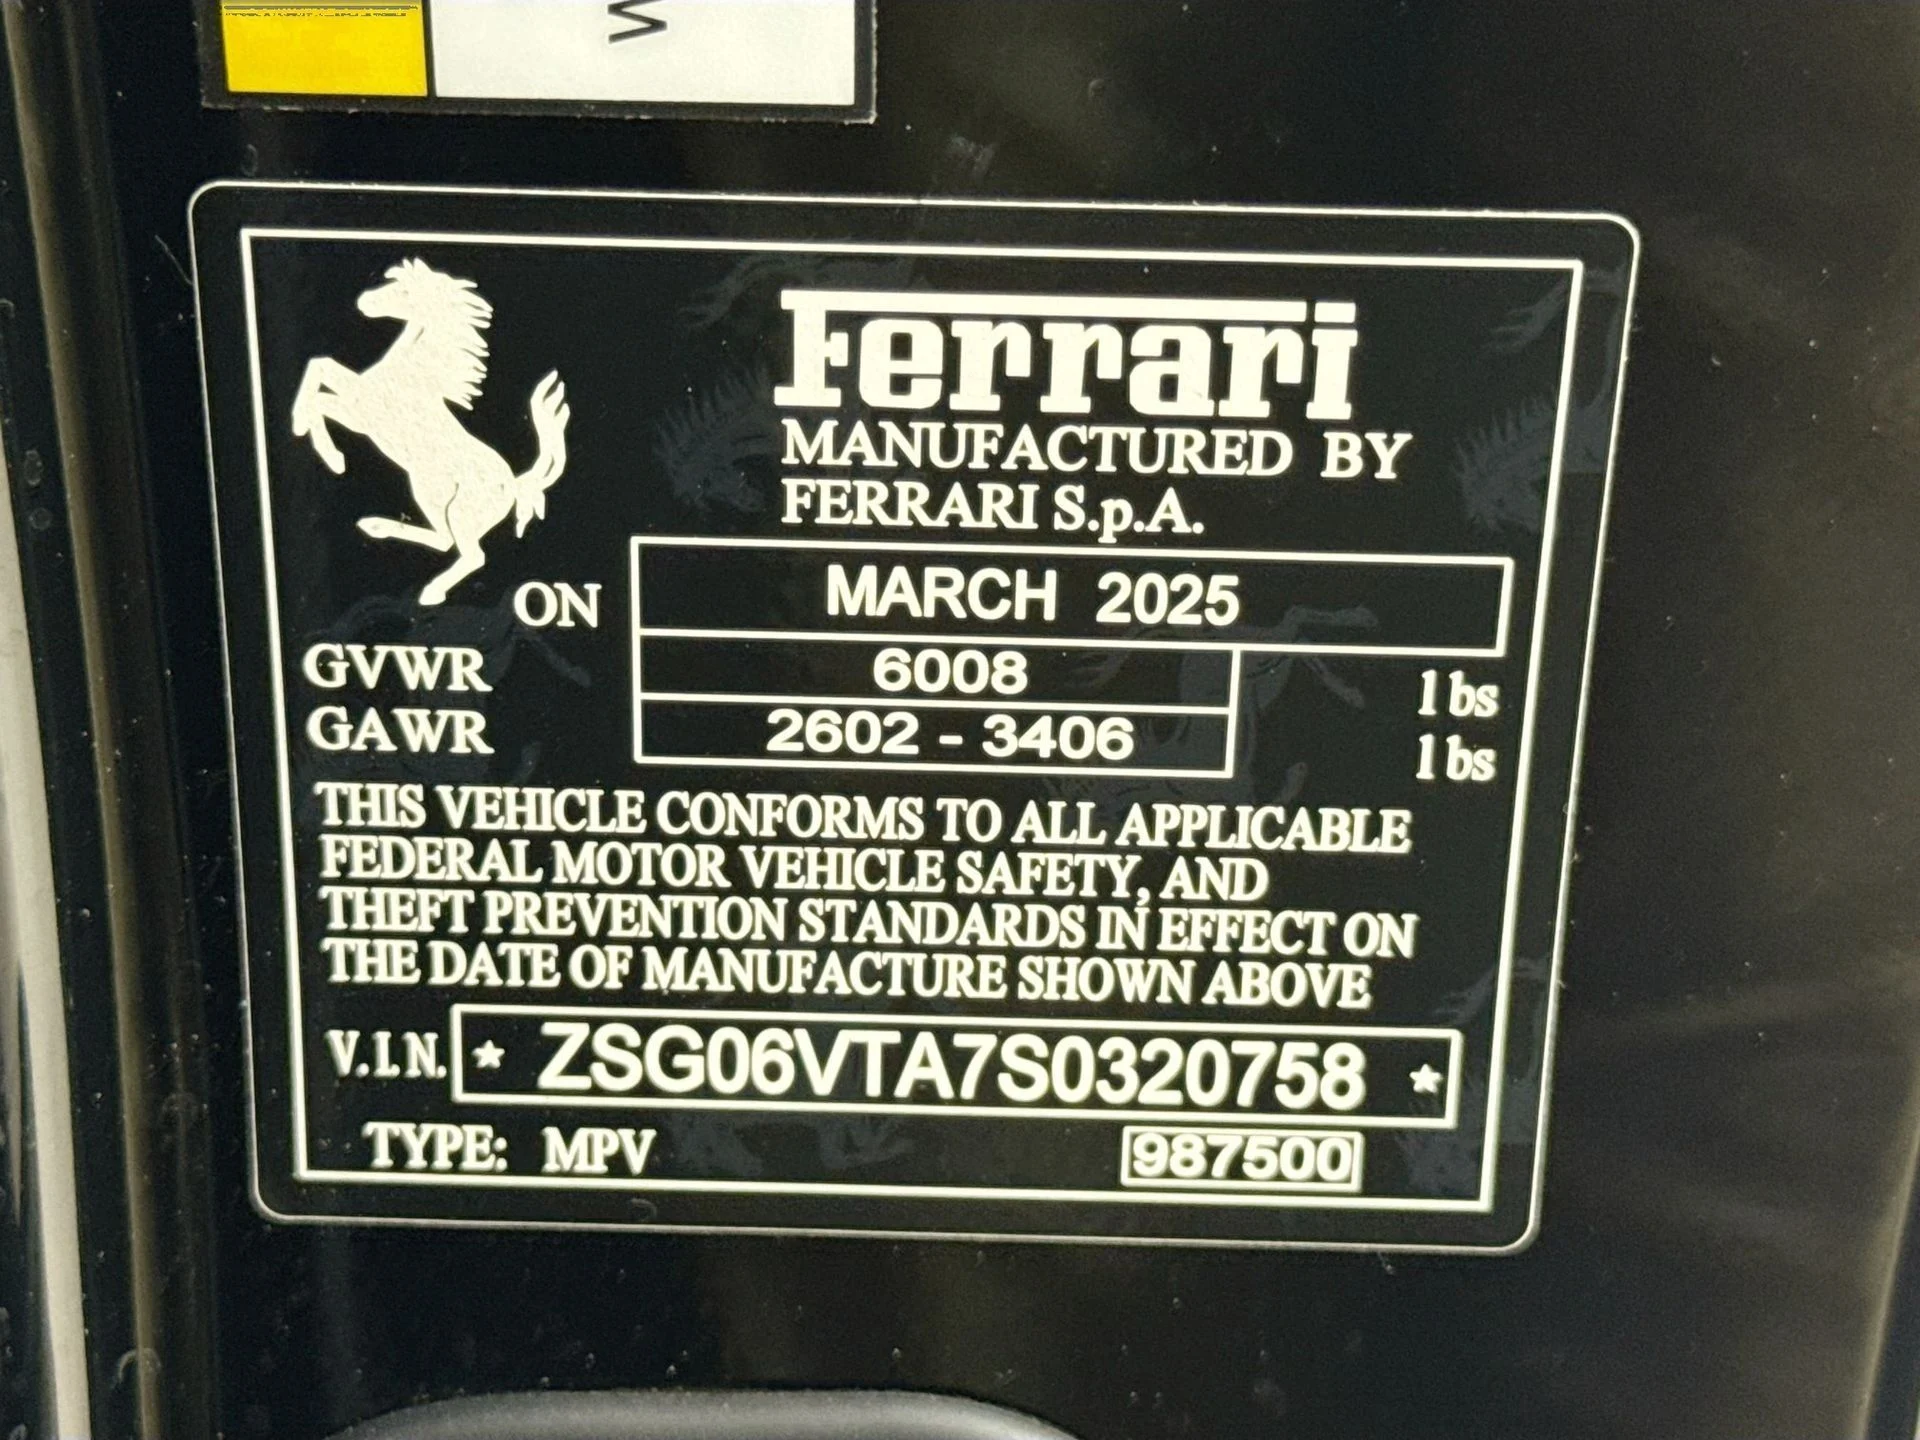 W
Ferrari
MANUFACTURED BY
FERRARI S.p.A.
ON MARCH 2025
GVWR 6008 lbs
GAWR 2602 - 3406 lbs
THIS VEHICLE CONFORMS TO ALL APPLICABLE
FEDERAL MOTOR VEHICLE SAFETY, AND
THEFT PREVENTION STANDARDS IN EFFECT ON
THE DATE OF MANUFACTURE SHOWN ABOVE
V.I.N. * ZSG06VTA7S0320758 *
TYPE: MPV 987500